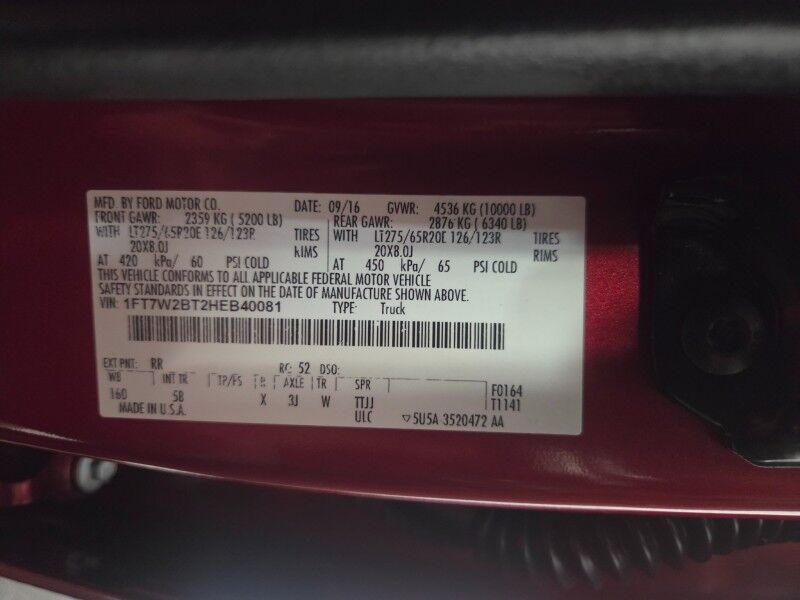 MFD. BY FORD MOTOR CO. DATE: 09/16 GVWR: 4536 KG (10000 LB)
FRONT GAWR: 2359 KG ( 5200 LB) REAR GAWR: 2876 KG ( 6340 LB)
WITH LT275/65R20E 126/123R TIRES WITH LT275/65R20E 126/123R TIRES
20X8.0J RIMS 20X8.0J RIMS
AT 420 kPa/ 60 PSI COLD AT 450 kPa/ 65 PSI COLD
THIS VEHICLE CONFORMS TO ALL APPLICABLE FEDERAL MOTOR VEHICLE
SAFETY STANDARDS IN EFFECT ON THE DATE OF MANUFACTURE SHOWN ABOVE.
VIN: 1FT7W2BT2HEB40081 TYPE: Truck
EXT PNT: RR RC: 52 DSO:
WB INT TR TP/PS R AXLE TR SPR F0164
160 5B X 3J W TTJJ T1141
MADE IN U.S.A. ULC ▽5U5A 3520472 AA